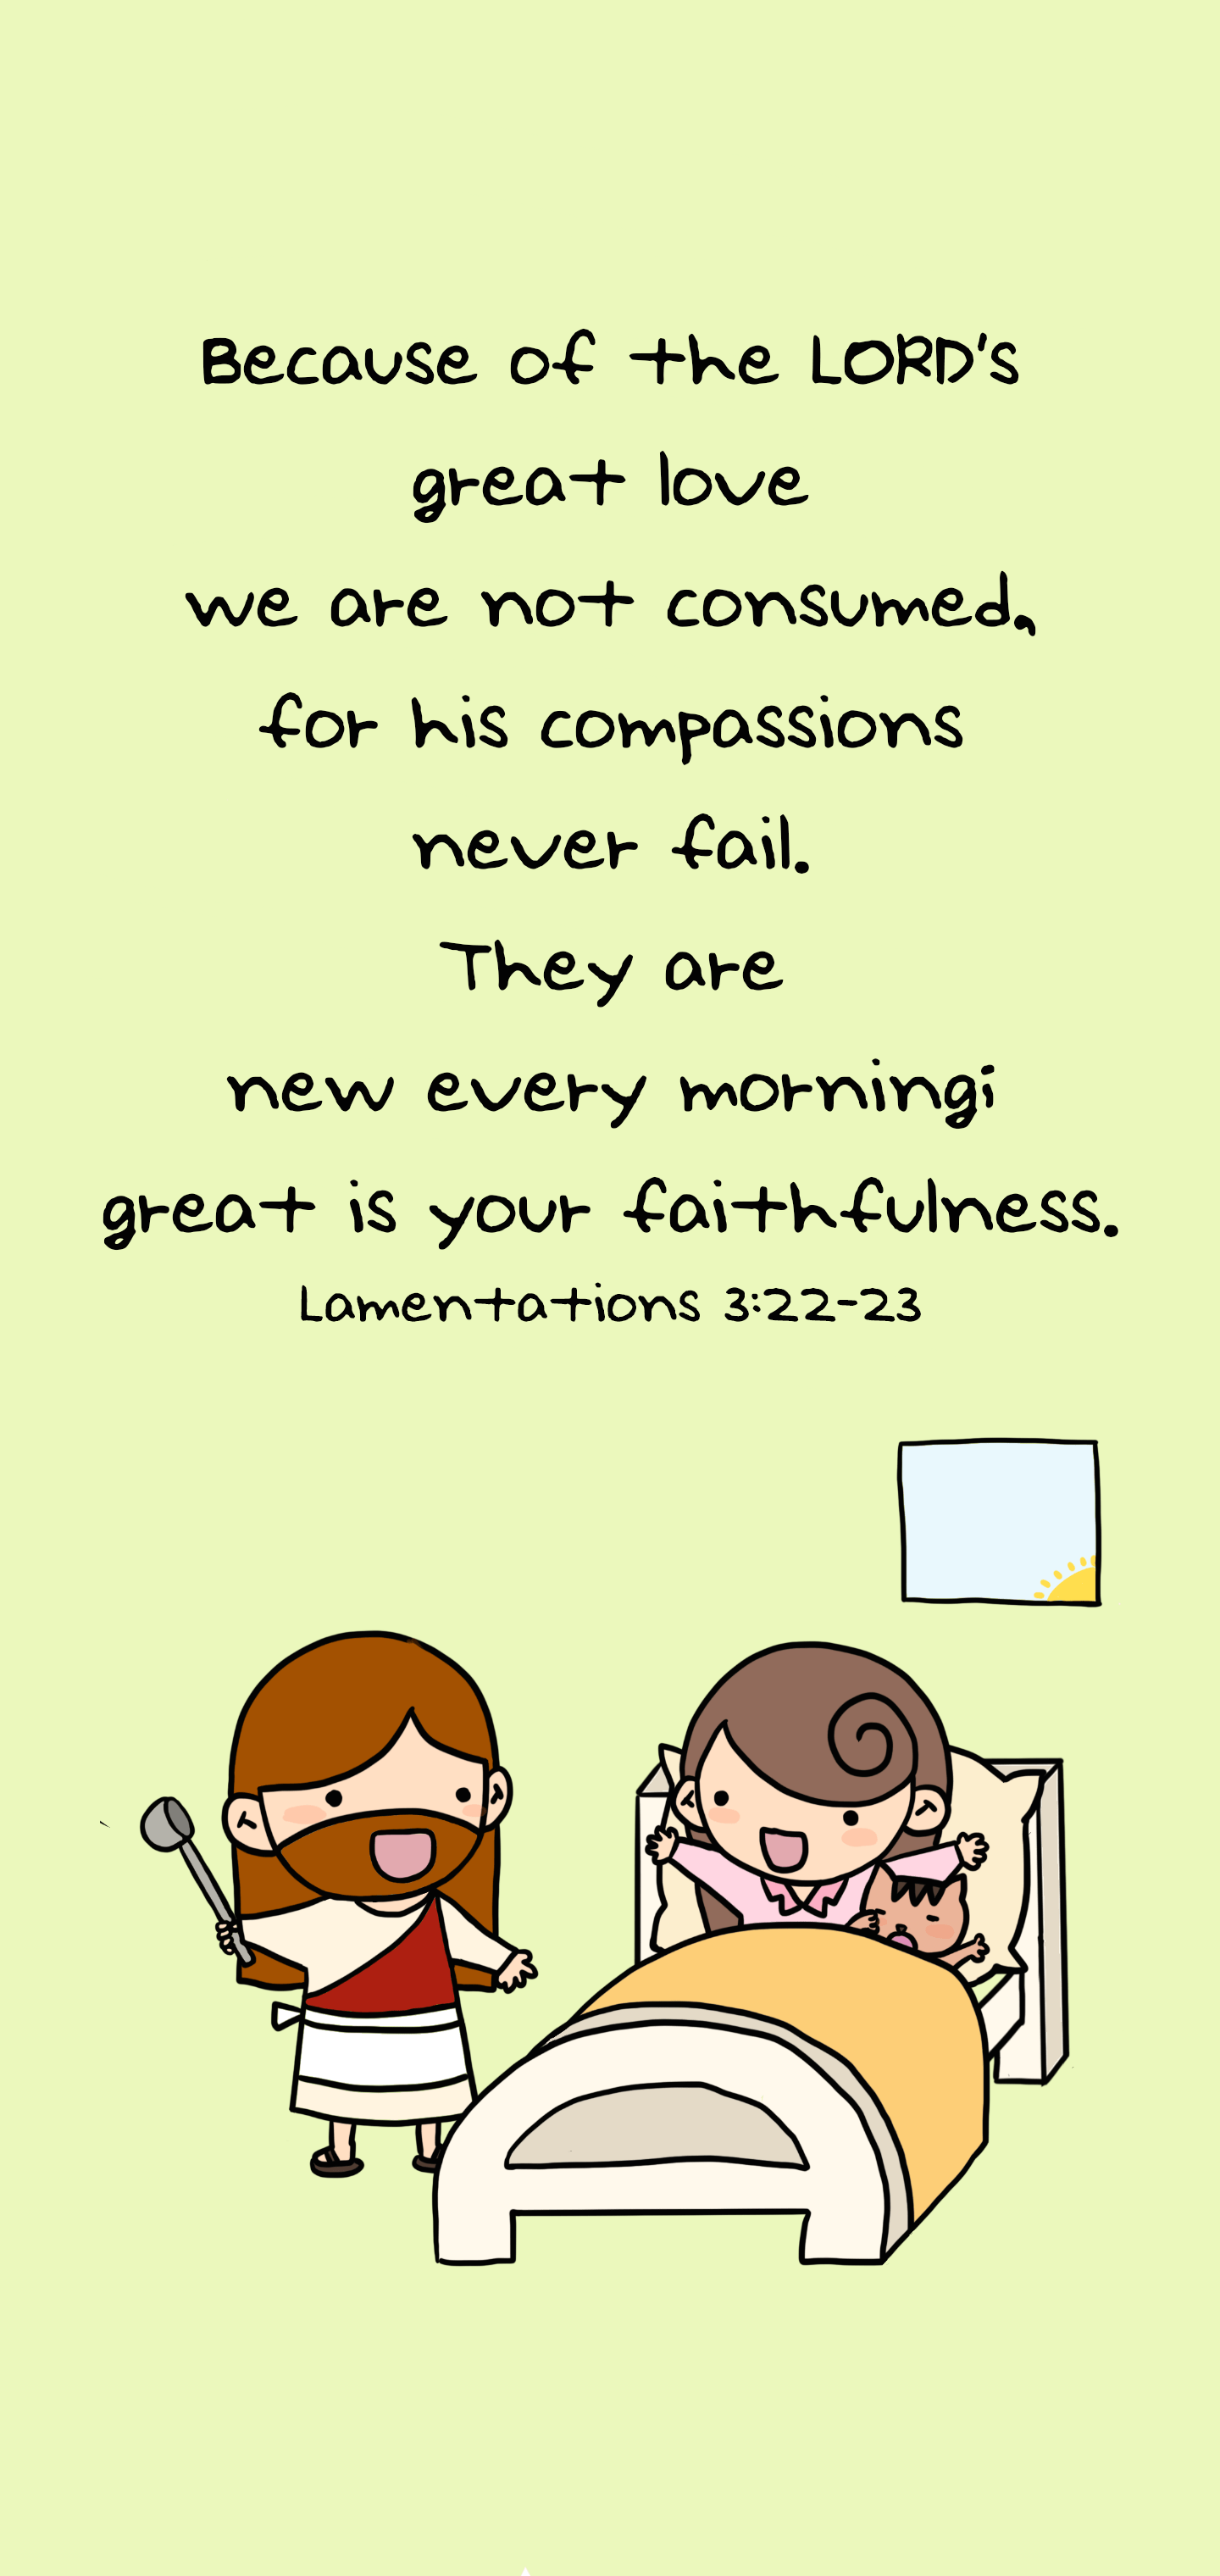 Because of the LORD's
great love
we are not consumed,
for his compassions
never fail.
They are
new every morningi
great is your faithfulness.
Lamentations 3:22-23